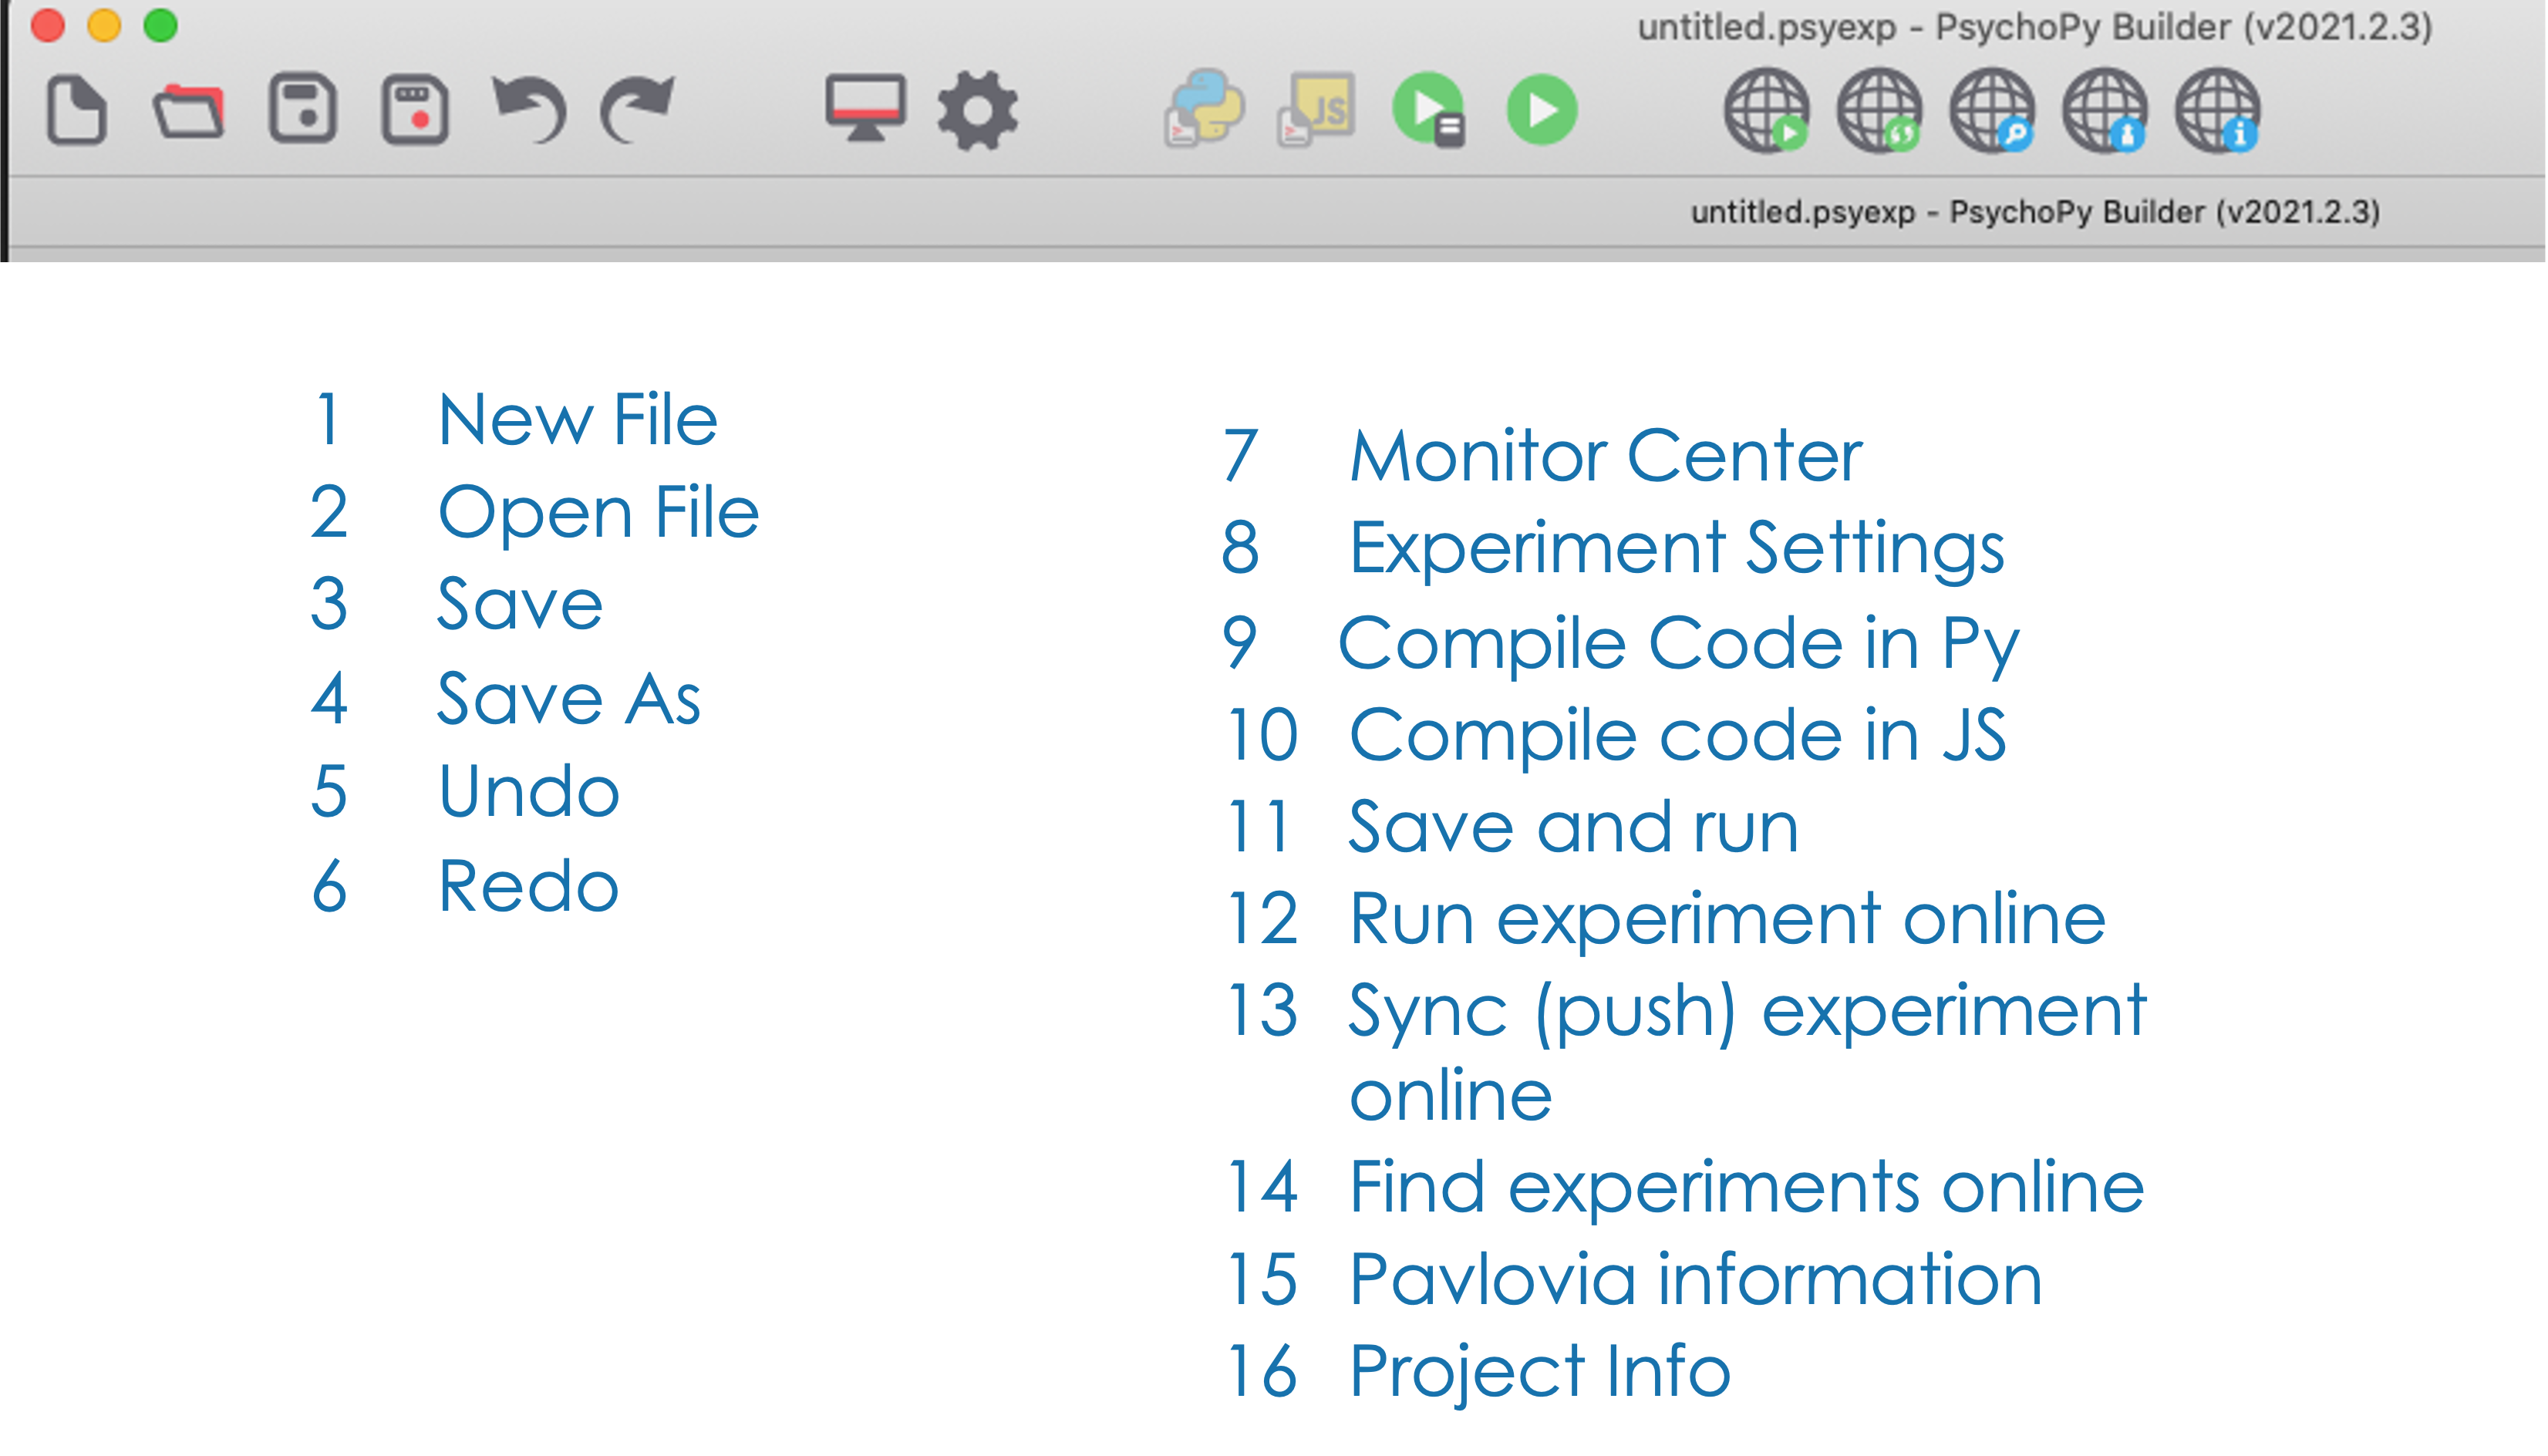 untitled.psyexp - PsychoPy Builder (v2021.2.3)
JS
untitled.psyexp - PsychoPy Builder (v2021.2.3)
1 New File
2 Open File
3 Save
4 Save As
5 Undo
6 Redo
7 Monitor Center
8 Experiment Settings
9 Compile Code in Py
10 Compile code in JS
11 Save and run
12 Run experiment online
13 Sync (push) experiment
online
14 Find experiments online
15 Pavlovia information
16 Project Info